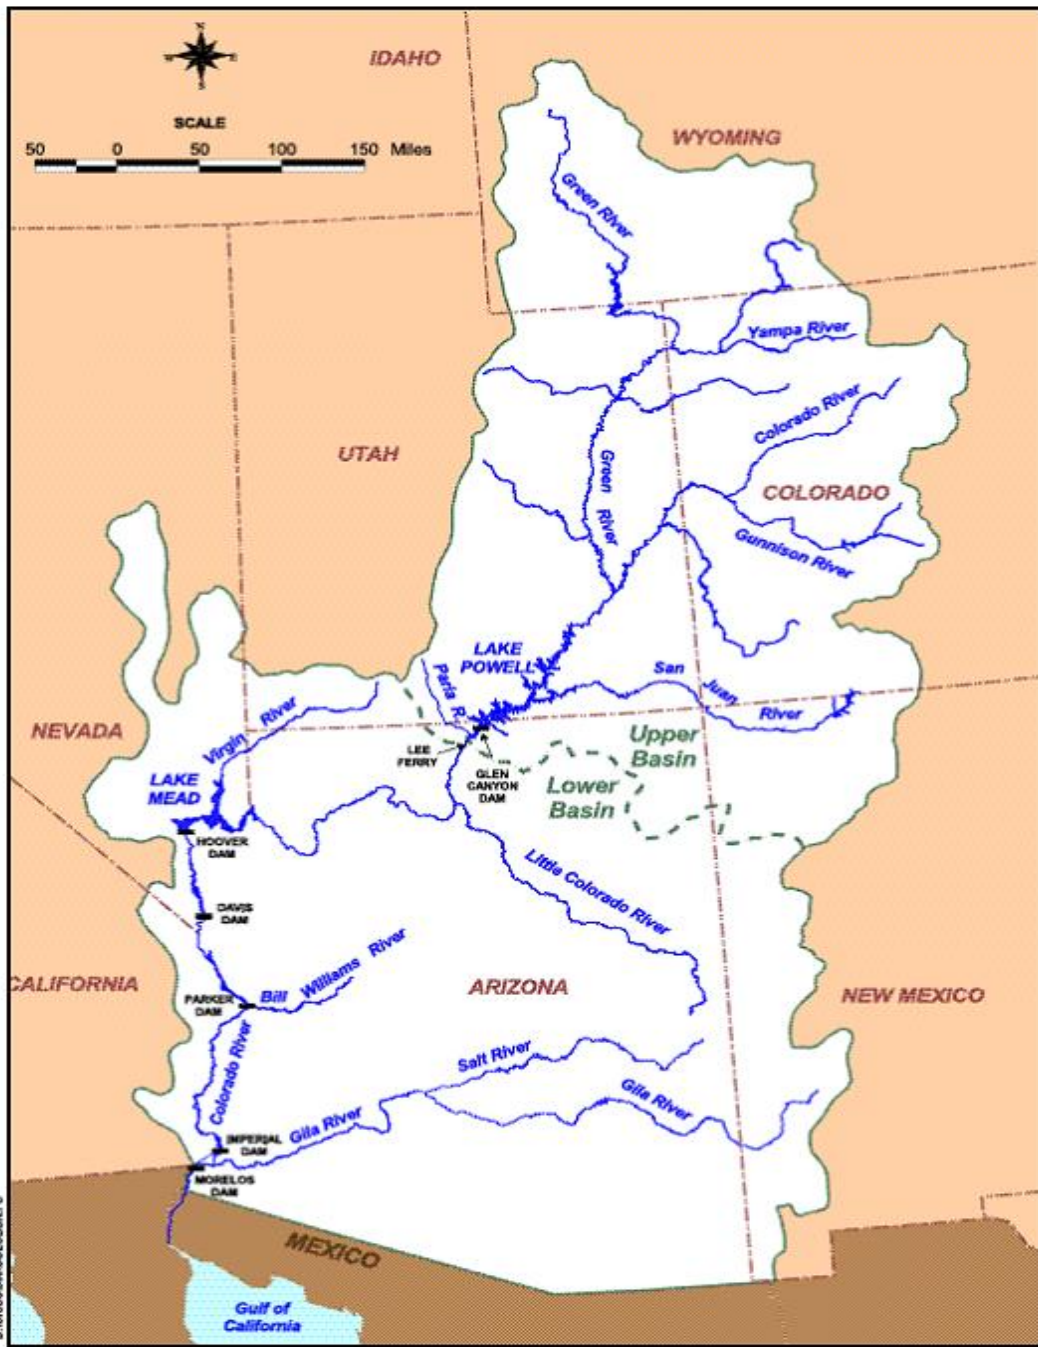 N
W
E
S
IDAHO
SCALE
50 0 50 100 150 Miles
WYOMING
Green River
Yampa River
Colorado River
UTAH
Green River
COLORADO
Gunnison River
LAKE
POWELL
San Juan River
Paria R.
Virgin River
NEVADA
LEE
FERRY
GLEN
CANYON
DAM
Upper
Basin
Lower
Basin
LAKE
MEAD
HOOVER
DAM
Little Colorado River
DAVIS
DAM
Bill Williams River
CALIFORNIA
PARKER
DAM
ARIZONA
NEW MEXICO
Colorado River
Salt River
Gila River
Gila River
IMPERIAL
DAM
MORELOS
DAM
MEXICO
Gulf of
California